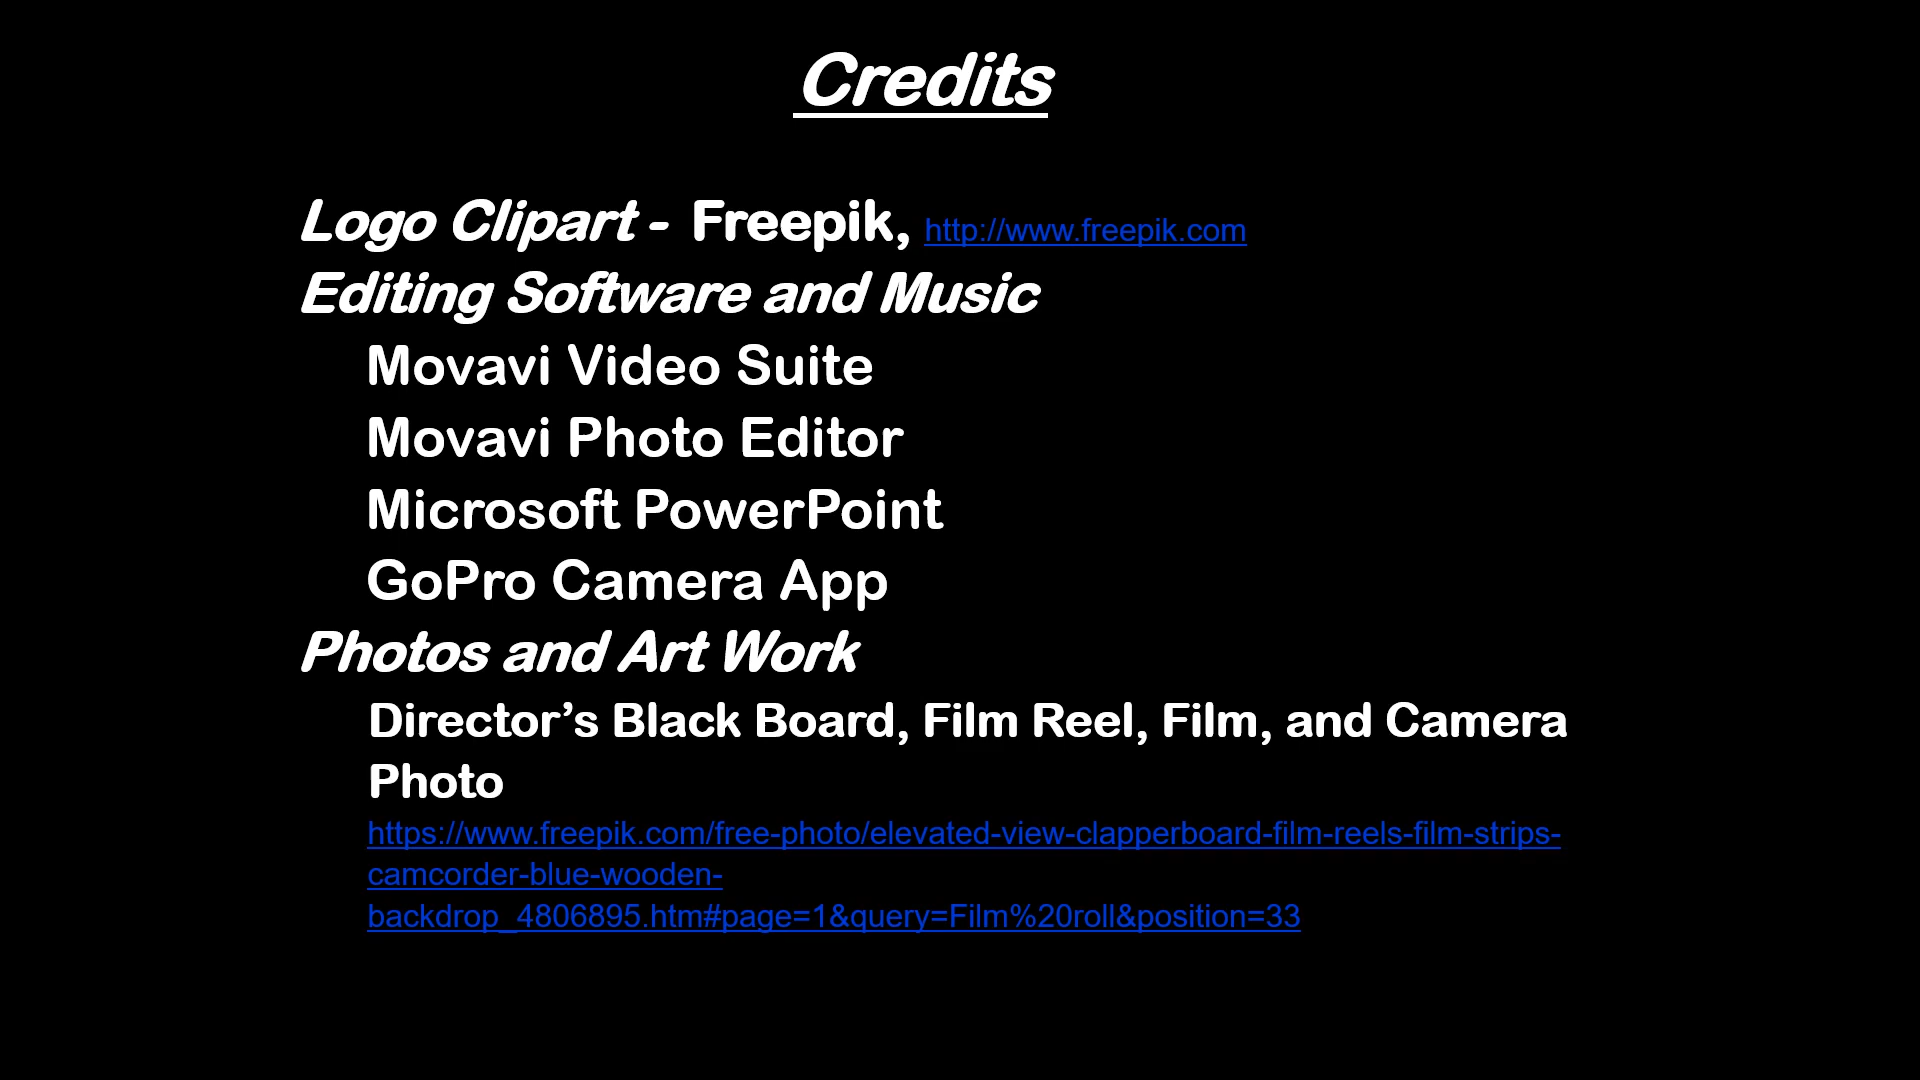 Credits
Logo Clipart - Freepik, http://www.freepik.com
Editing Software and Music
Movavi Video Suite
Movavi Photo Editor
Microsoft PowerPoint
GoPro Camera App
Photos and Art Work
Director’s Black Board, Film Reel, Film, and Camera
Photo
https://www.freepik.com/free-photo/elevated-view-clapperboard-film-reels-film-strips-
camcorder-blue-wooden-
backdrop_4806895.htm#page=1&query=Film%20roll&position=33